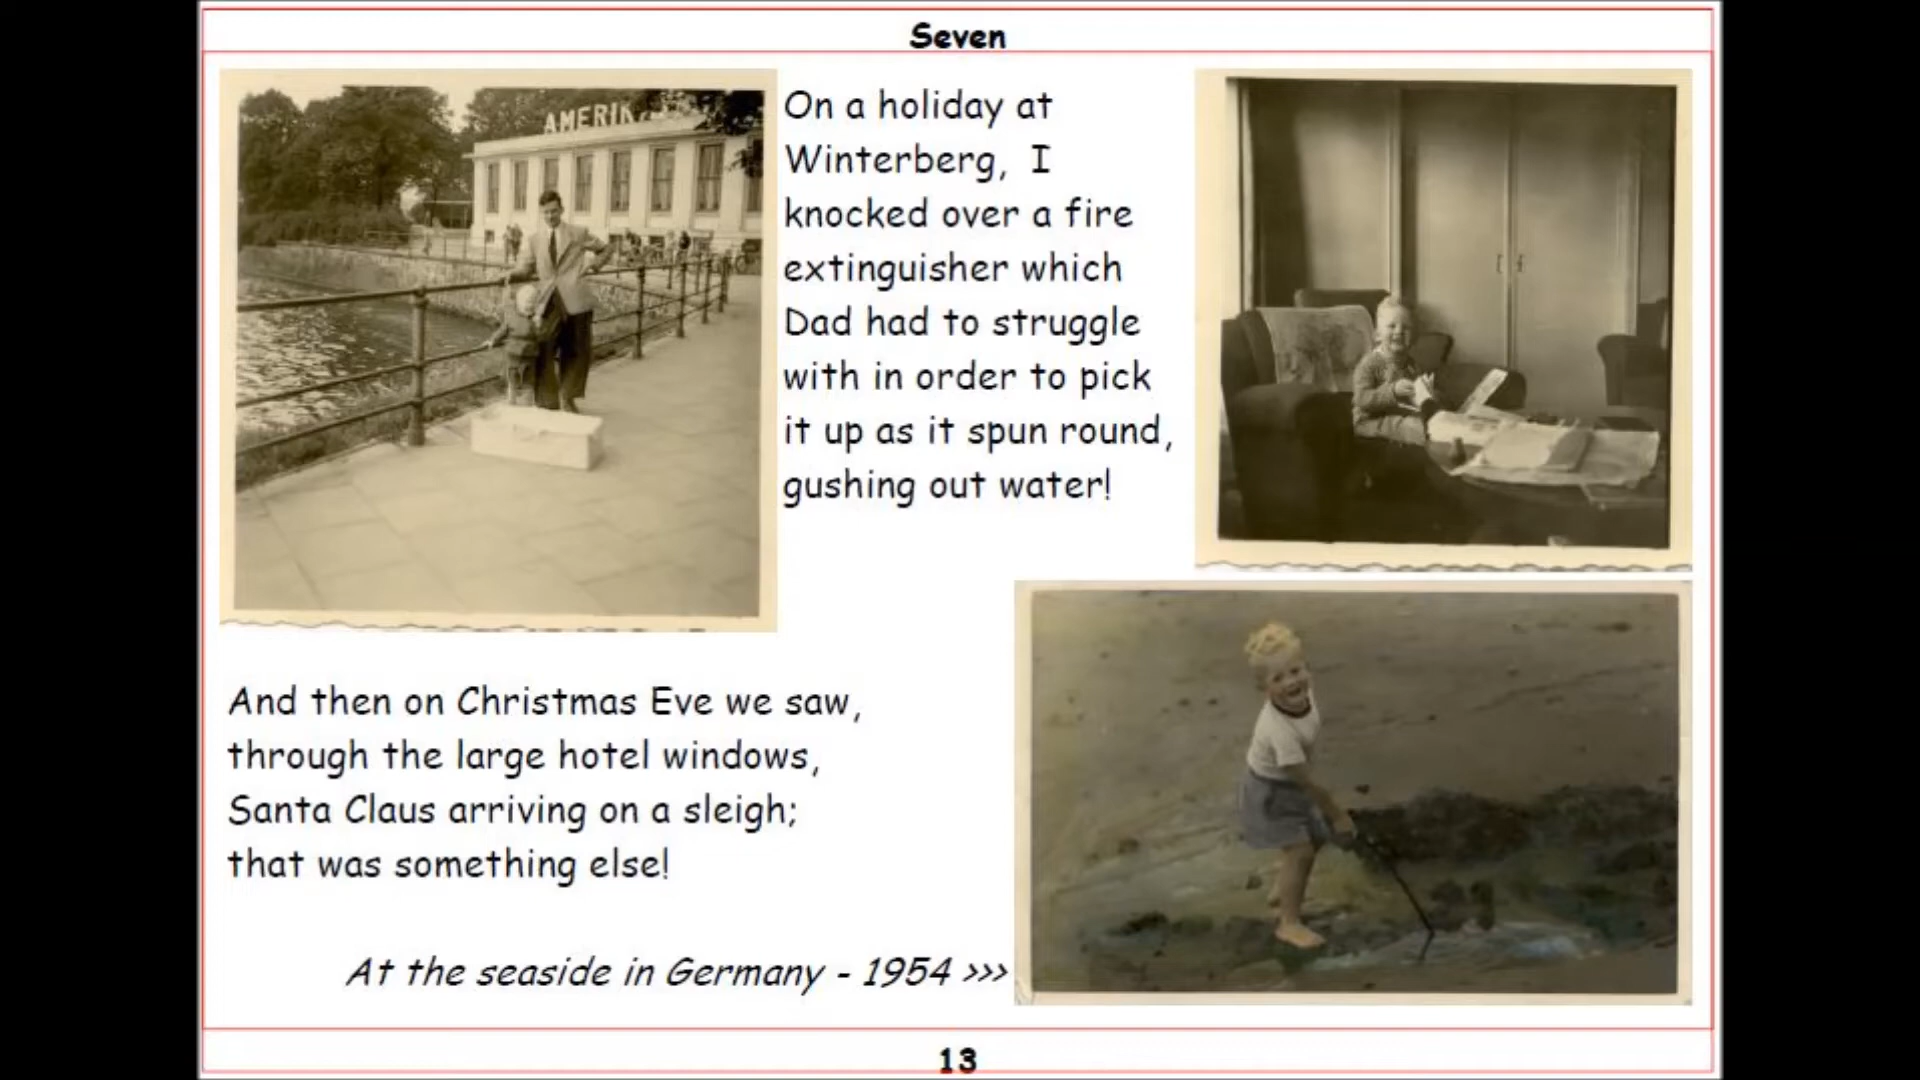 Seven
AMERIK
On a holiday at
Winterberg, I
knocked over a fire
extinguisher which
Dad had to struggle
with in order to pick
it up as it spun round,
gushing out water!
And then on Christmas Eve we saw,
through the large hotel windows,
Santa Claus arriving on a sleigh;
that was something else!
At the seaside in Germany - 1954 >>>
13